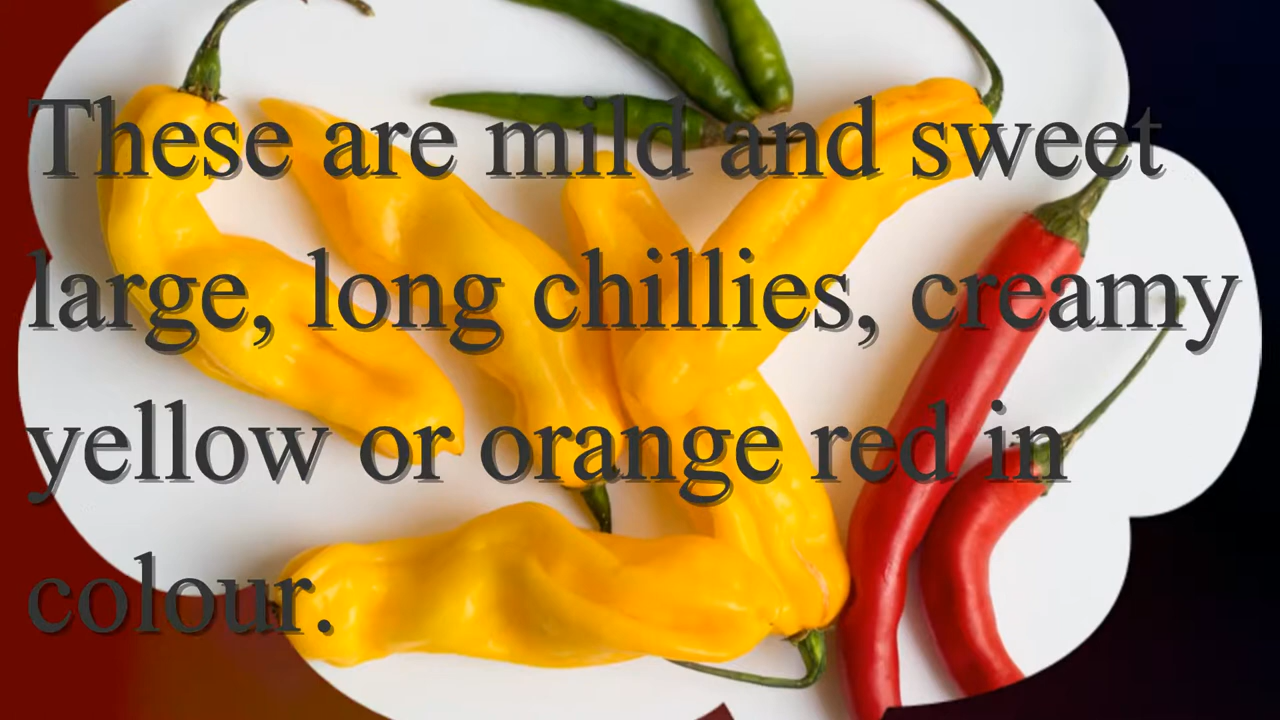 These are mild and sweet
large, long chillies, creamy
yellow or orange red in
colour.